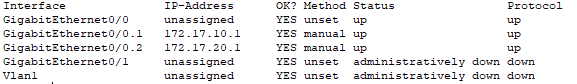 Interface IP-Address OK? Method Status Protocol
GigabitEthernet0/0 unassigned YES unset up up
GigabitEthernet0/0.1 172.17.10.1 YES manual up up
GigabitEthernet0/0.2 172.17.20.1 YES manual up up
GigabitEthernet0/1 unassigned YES unset administratively down down
Vlan1 unassigned YES unset administratively down down